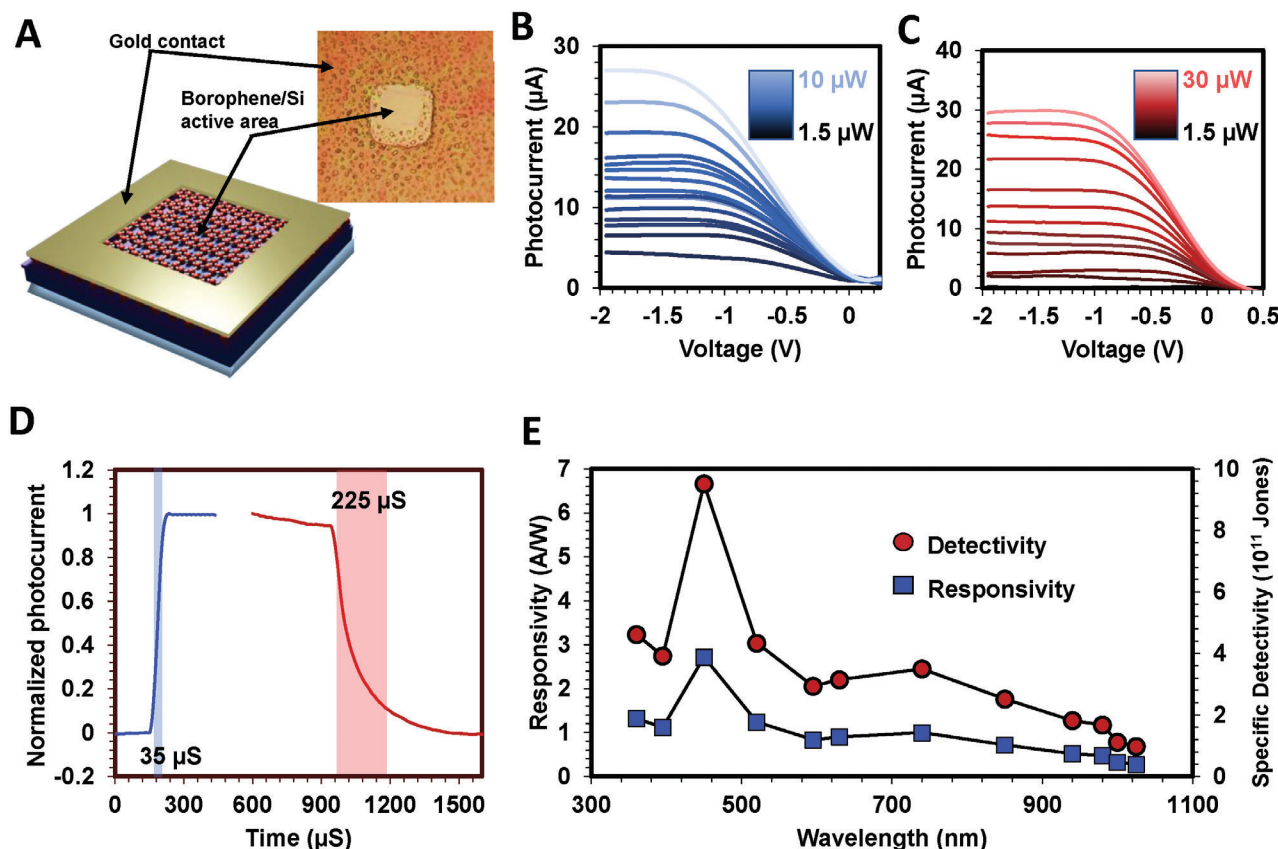 A
Gold contact
Borophene/Si
active area
B
Photocurrent (µA)
30
20
10
0
-2
-1.5
-1
-0.5
0
Voltage (V)
10 µW
1.5 µW
C
Photocurrent (µA)
40
30
20
10
0
-2
-1.5
-1
-0.5
0
0.5
Voltage (V)
30 µW
1.5 µW
D
Normalized photocurrent
1.2
1
0.8
0.6
0.4
0.2
0
-0.2
0
300
600
900
1200
1500
Time (µS)
35 µS
225 µS
E
Responsivity (A/W)
7
6
5
4
3
2
1
0
300
500
700
900
1100
Wavelength (nm)
Detectivity
Responsivity
10
8
6
4
2
0
Specific Detectivity (10¹¹ Jones)